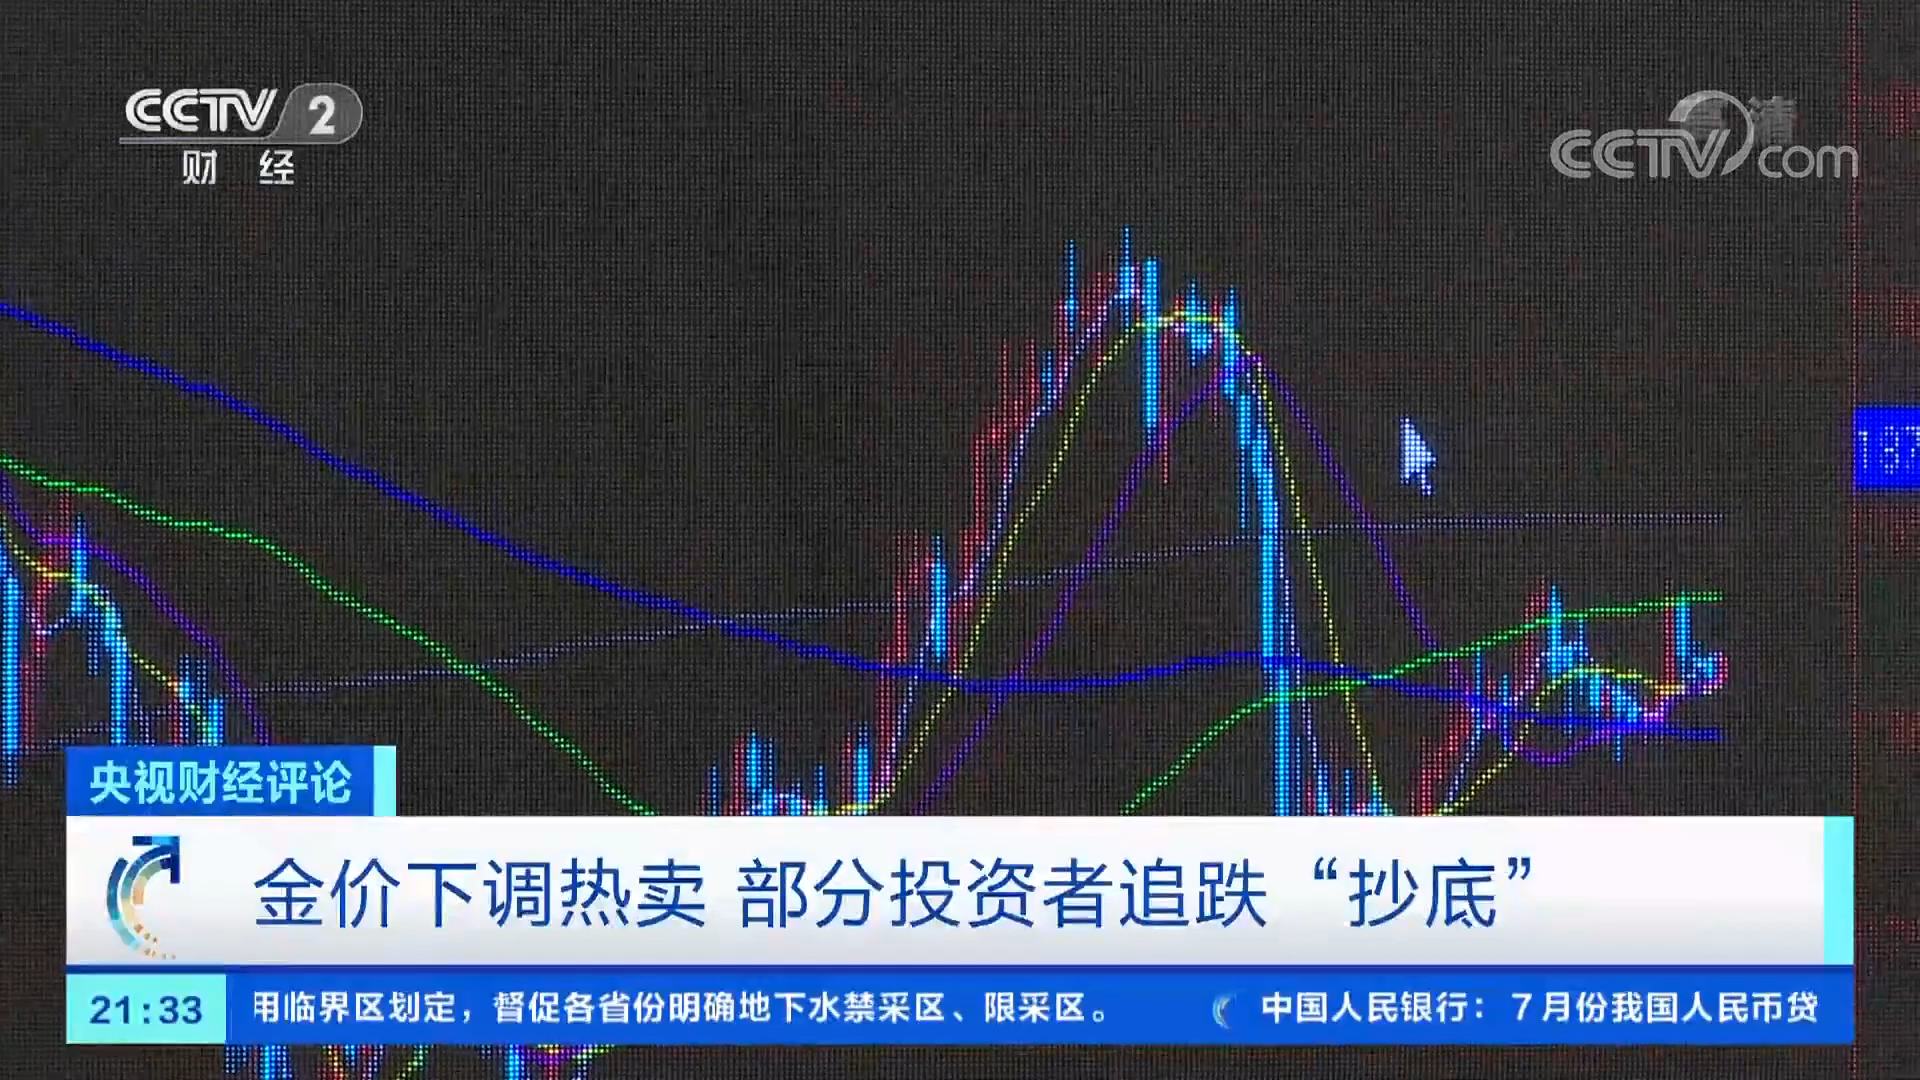 CCTV 2
财 经
高清
CCTV com
央视财经评论
金价下调热卖 部分投资者追跌“抄底”
21:33
用临界区划定，督促各省份明确地下水禁采区、限采区。 中国人民银行：7月份我国人民币贷